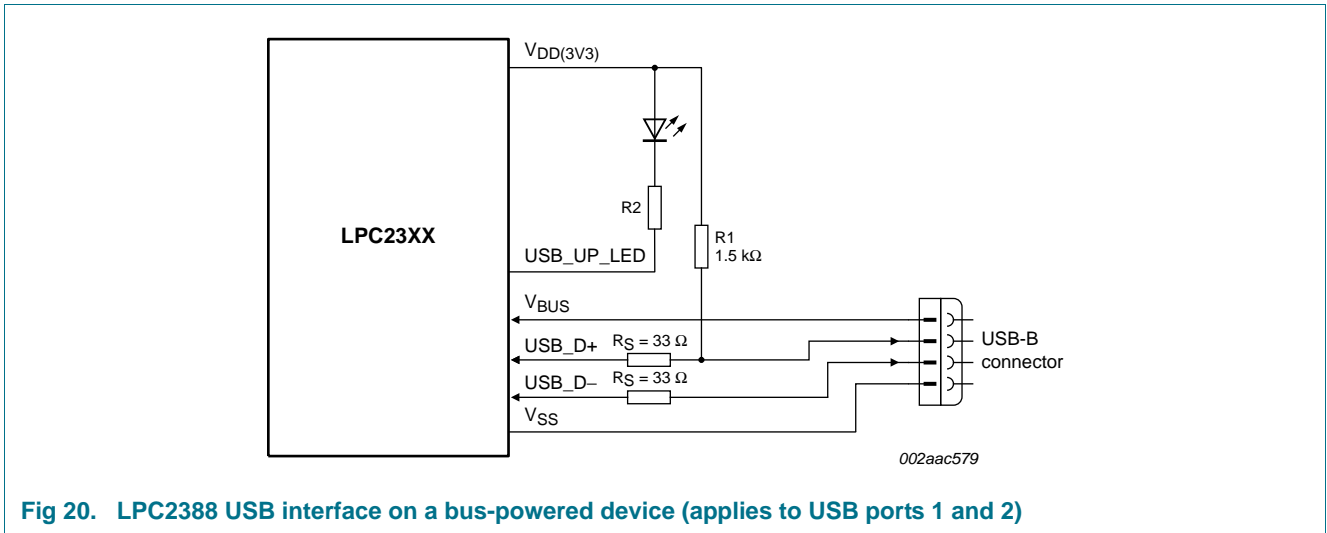 VDD(3V3)
R2
LPC23XX
R1
1.5 kΩ
USB_UP_LED
VBUS
USB_D+
RS = 33 Ω
USB-B
connector
USB_D−
RS = 33 Ω
VSS
002aac579
Fig 20. LPC2388 USB interface on a bus-powered device (applies to USB ports 1 and 2)